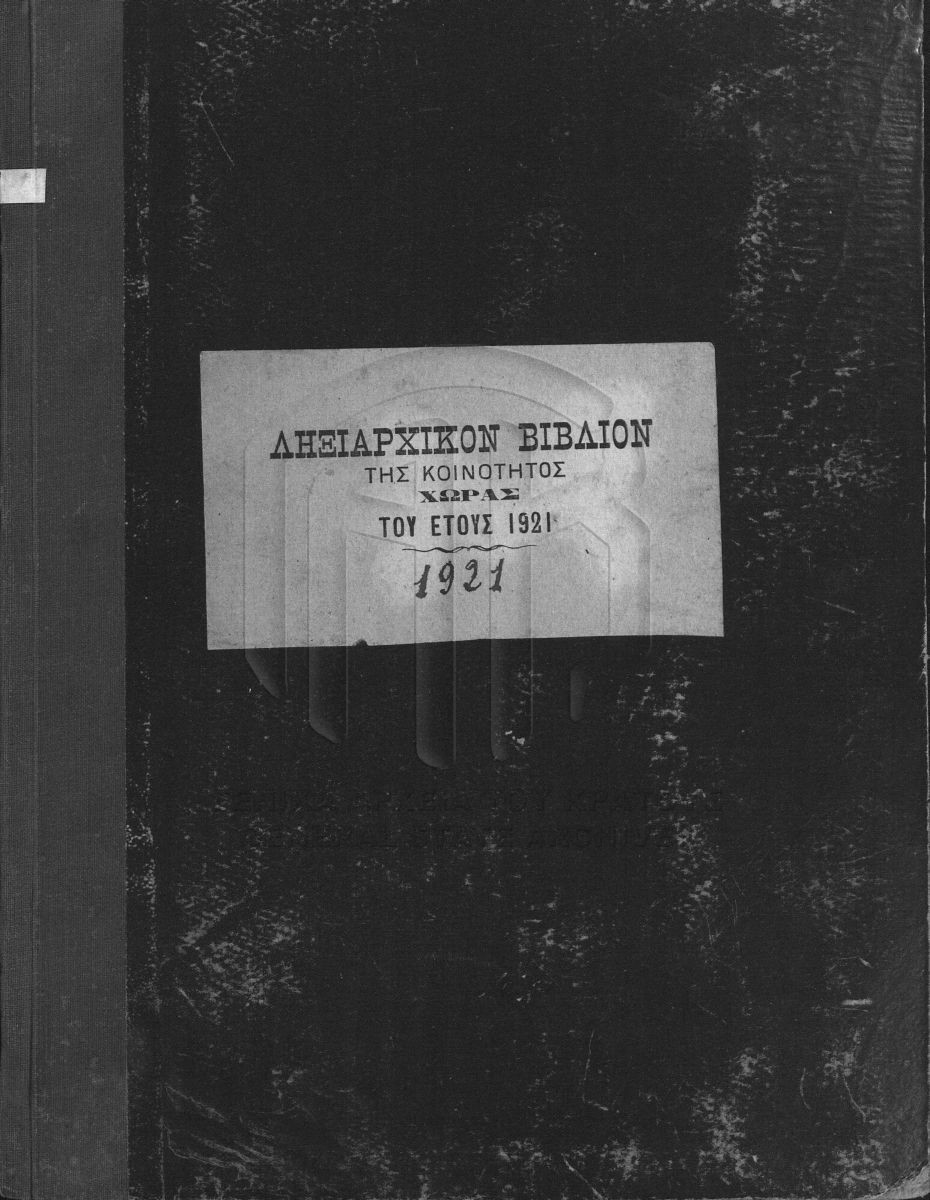 ΛΗΞΙΑΡΧΙΚΟΝ ΒΙΒΛΙΟΝ
ΤΗΣ ΚΟΙΝΟΤΗΤΟΣ
ΧΩΡΑΣ
ΤΟΥ ΕΤΟΥΣ 1921
1921